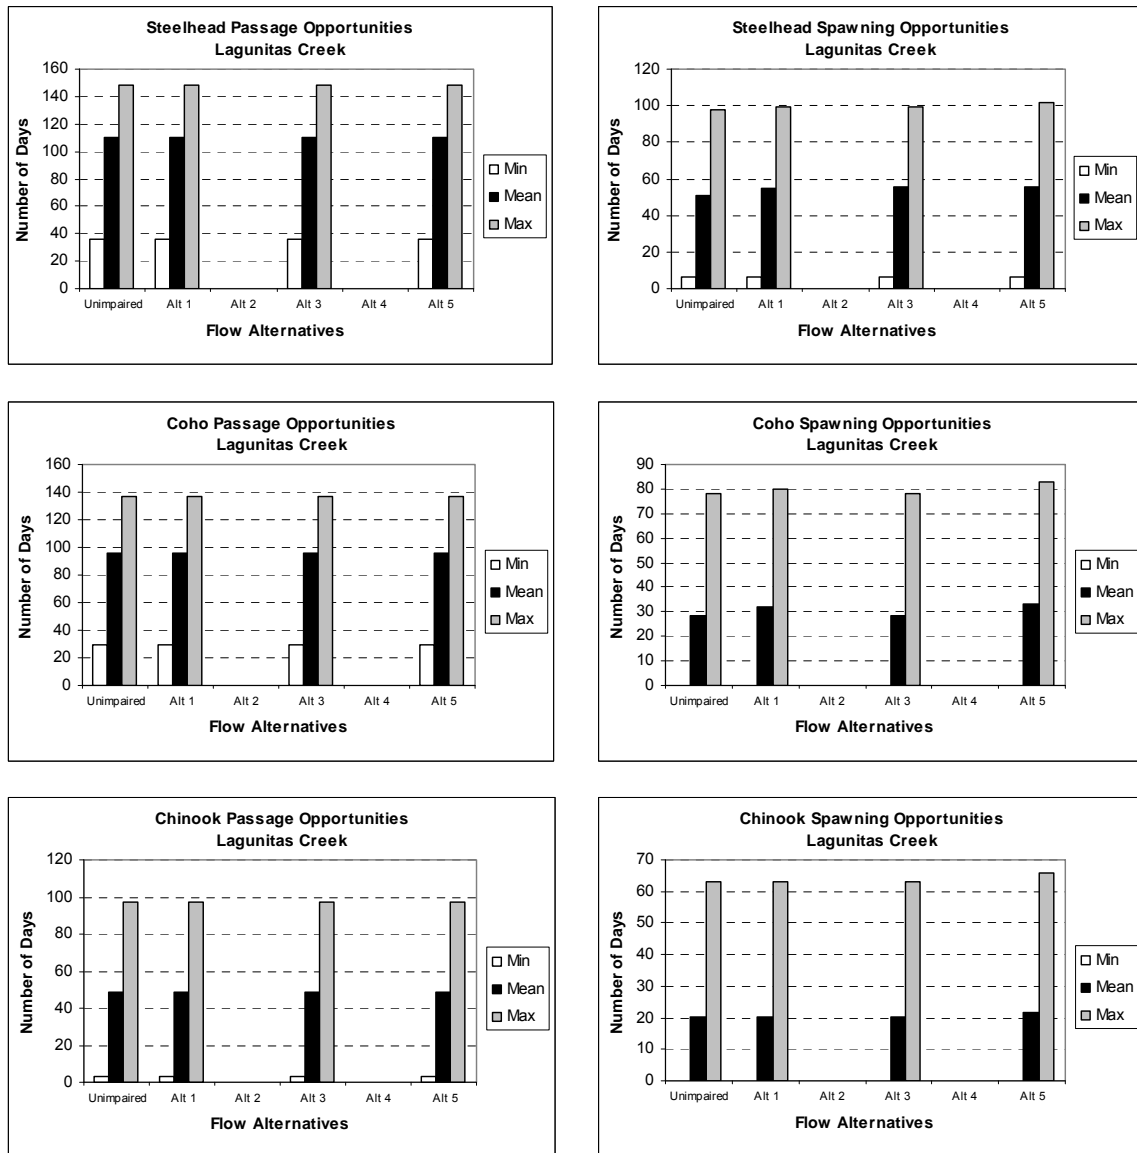 Steelhead Passage Opportunities
Lagunitas Creek
160
140
120
100
80
60
40
20
0
Number of Days
Unimpaired Alt 1 Alt 2 Alt 3 Alt 4 Alt 5
Flow Alternatives
Min
Mean
Max
Steelhead Spawning Opportunities
Lagunitas Creek
120
100
80
60
40
20
0
Number of Days
Unimpaired Alt 1 Alt 2 Alt 3 Alt 4 Alt 5
Flow Alternatives
Min
Mean
Max
Coho Passage Opportunities
Lagunitas Creek
160
140
120
100
80
60
40
20
0
Number of Days
Unimpaired Alt 1 Alt 2 Alt 3 Alt 4 Alt 5
Flow Alternatives
Min
Mean
Max
Coho Spawning Opportunities
Lagunitas Creek
90
80
70
60
50
40
30
20
10
0
Number of Days
Unimpaired Alt 1 Alt 2 Alt 3 Alt 4 Alt 5
Flow Alternatives
Min
Mean
Max
Chinook Passage Opportunities
Lagunitas Creek
120
100
80
60
40
20
0
Number of Days
Unimpaired Alt 1 Alt 2 Alt 3 Alt 4 Alt 5
Flow Alternatives
Min
Mean
Max
Chinook Spawning Opportunities
Lagunitas Creek
70
60
50
40
30
20
10
0
Number of Days
Unimpaired Alt 1 Alt 2 Alt 3 Alt 4 Alt 5
Flow Alternatives
Min
Mean
Max